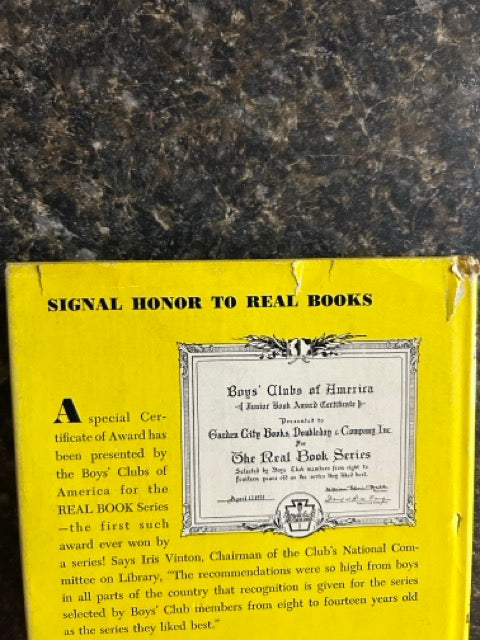 SIGNAL HONOR TO REAL BOOKS
Boys' Clubs of America
Junior Book Award Certificate
Presented to
Garden City Books, Doubleday & Company, Inc.
For
The Real Book Series
Selected by Boys' Club members from eight to
fourteen years old as the series they liked best.
April 1, 1951
A special Cer-
tificate of Award has
been presented by
the Boys' Clubs of
America for the
REAL BOOK Series
—the first such
award ever won by
a series! Says Iris Vinton, Chairman of the Club's National Com-
mittee on Library, "The recommendations were so high from boys
in all parts of the country that recognition is given for the series
selected by Boys' Club members from eight to fourteen years old
as the series they liked best."